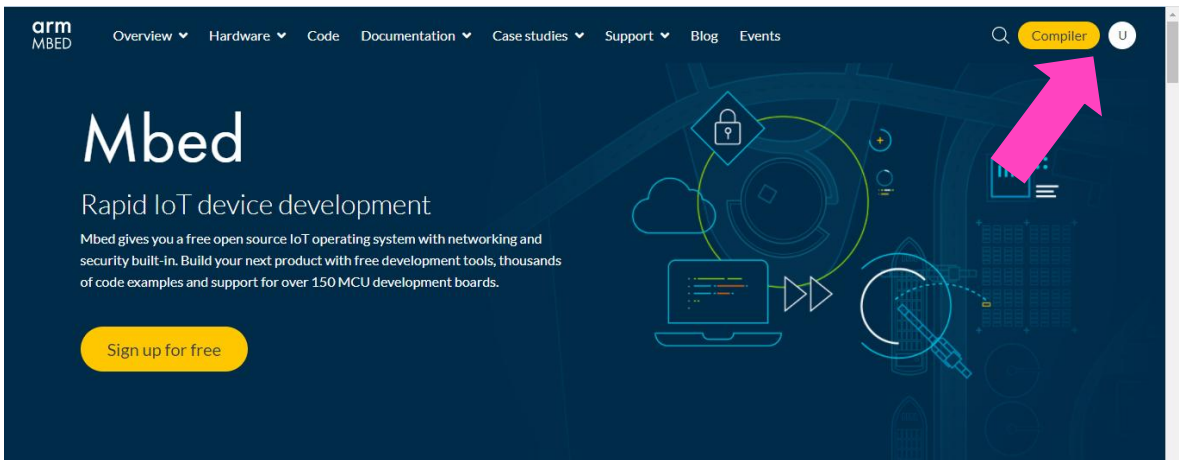 arm
MBED
Overview Hardware Code Documentation Case studies Support Blog Events
Compiler U
Mbed
Rapid IoT device development
Mbed gives you a free open source IoT operating system with networking and
security built-in. Build your next product with free development tools, thousands
of code examples and support for over 150 MCU development boards.
Sign up for free